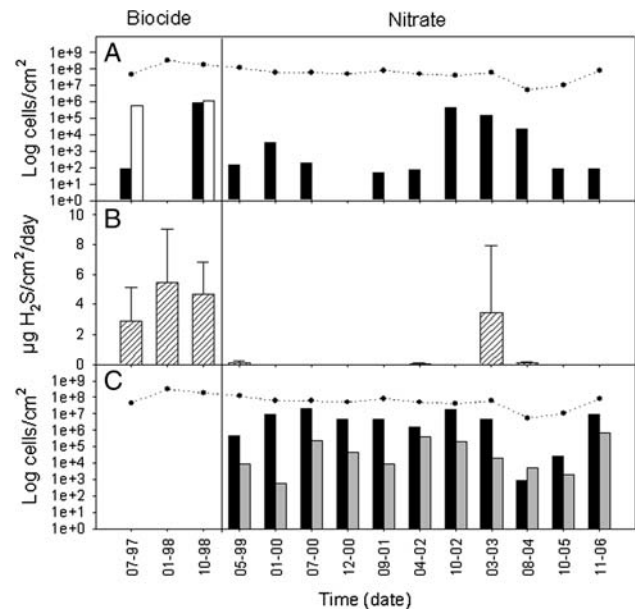 Biocide Nitrate
A
Log cells/cm²
1e+9
1e+8
1e+7
1e+6
1e+5
1e+4
1e+3
1e+2
1e+1
1e+0
B
µg H₂S/cm²/day
10
8
6
4
2
0
C
Log cells/cm²
1e+9
1e+8
1e+7
1e+6
1e+5
1e+4
1e+3
1e+2
1e+1
1e+0
07-97
01-98
10-98
05-99
01-00
07-00
12-00
09-01
04-02
10-02
03-03
08-04
10-05
11-06
Time (date)